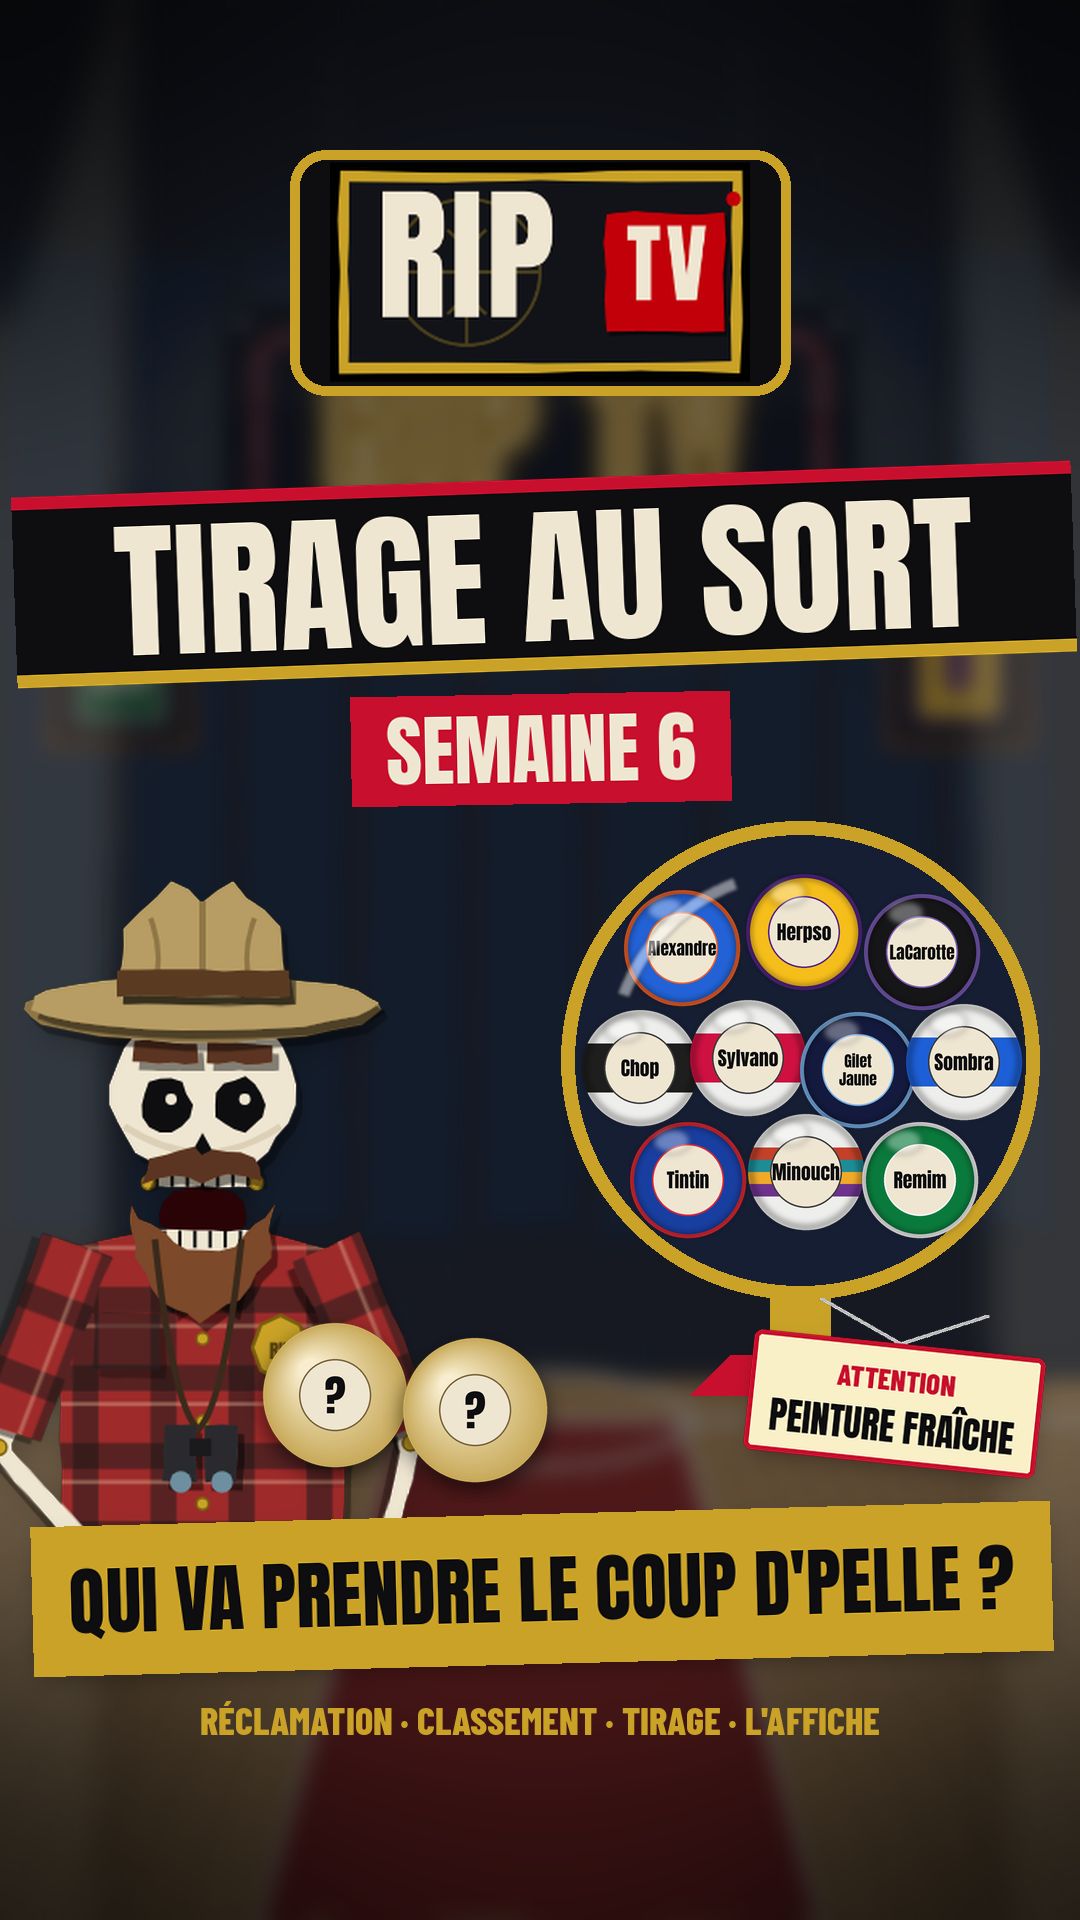 RIP TV
TIRAGE AU SORT
SEMAINE 6
Alexandre
Herpso
LaCarotte
Chop
Sylvano
Gilet
Jaune
Sombra
Tintin
Minouch
Remim
?
?
ATTENTION
PEINTURE FRAÎCHE
QUI VA PRENDRE LE COUP D'PELLE ?
RÉCLAMATION · CLASSEMENT · TIRAGE · L'AFFICHE